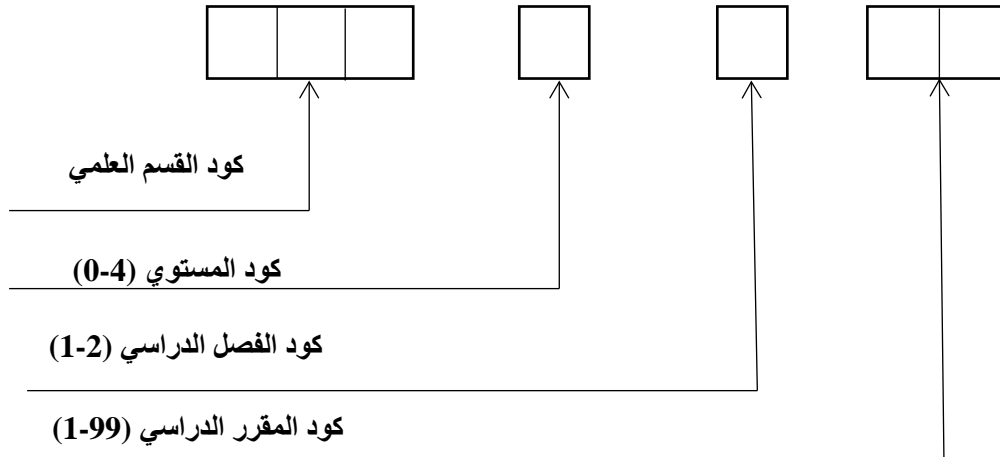 كود القسم العلمي
كود المستوي (0-4)
كود الفصل الدراسي (1-2)
كود المقرر الدراسي (1-99)